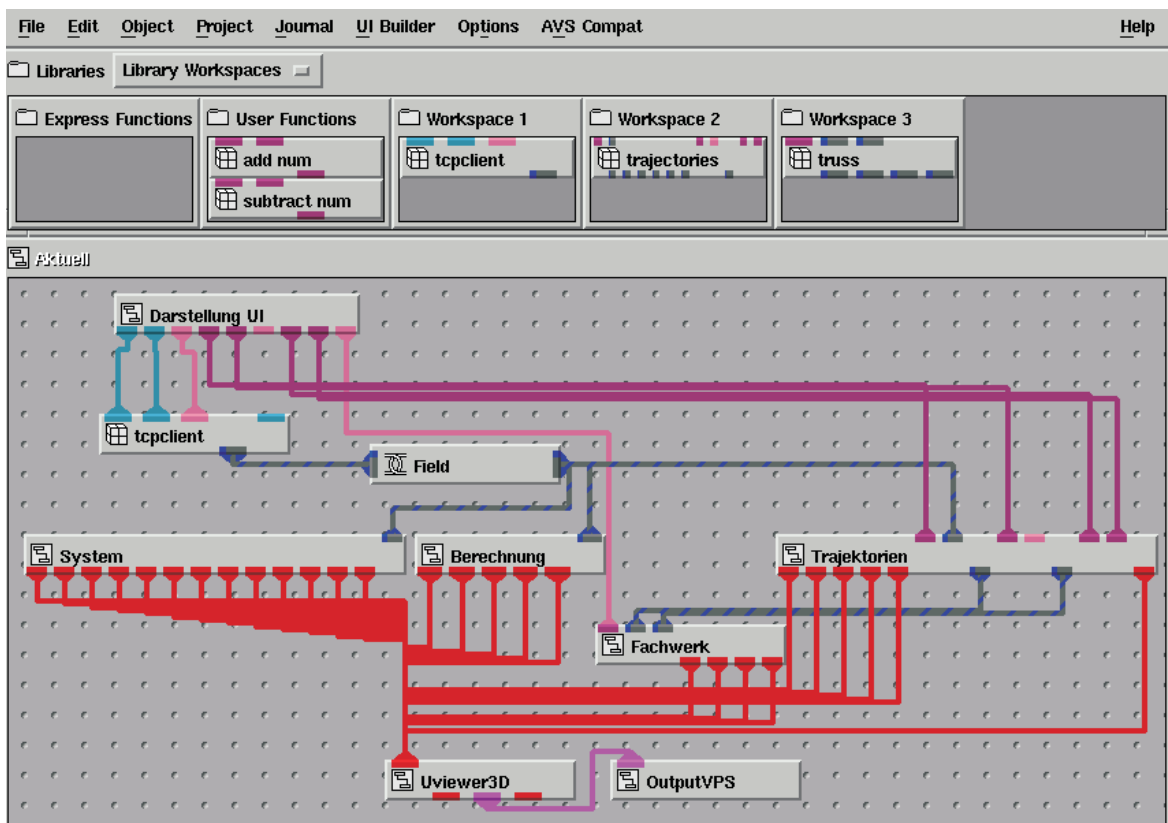 File Edit Object Project Journal UI Builder Options AVS Compat Help
Libraries Library Workspaces
Express Functions User Functions Workspace 1 Workspace 2 Workspace 3
add num tcpclient trajectories truss
subtract num
Aktuell
Darstellung UI
tcpclient
Field
System Berechnung Trajektorien
Fachwerk
Uviewer3D OutputVPS